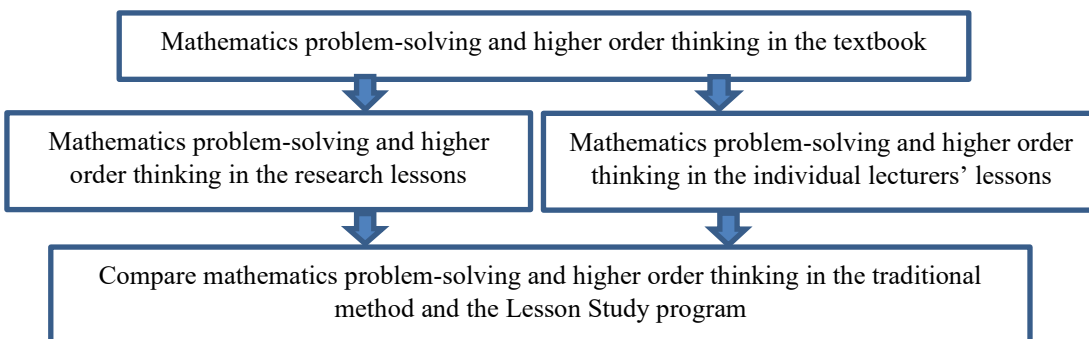 Mathematics problem-solving and higher order thinking in the textbook
Mathematics problem-solving and higher
order thinking in the research lessons
Mathematics problem-solving and higher order
thinking in the individual lecturers’ lessons
Compare mathematics problem-solving and higher order thinking in the traditional
method and the Lesson Study program